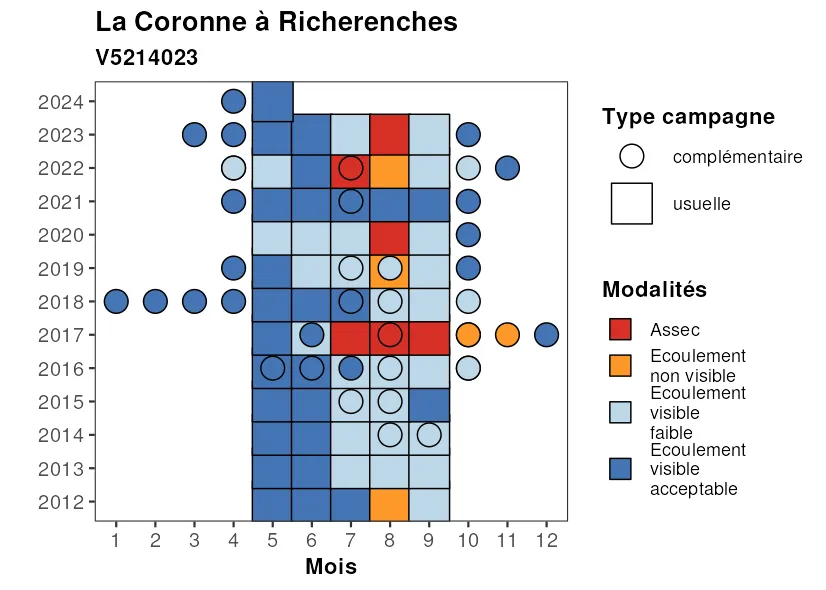 La Coronne à Richerenches
V5214023
2024
2023
2022
2021
2020
2019
2018
2017
2016
2015
2014
2013
2012
1 2 3 4 5 6 7 8 9 10 11 12
Mois
Type campagne
complémentaire
usuelle
Modalités
Assec
Ecoulement
non visible
Ecoulement
visible
faible
Ecoulement
visible
acceptable